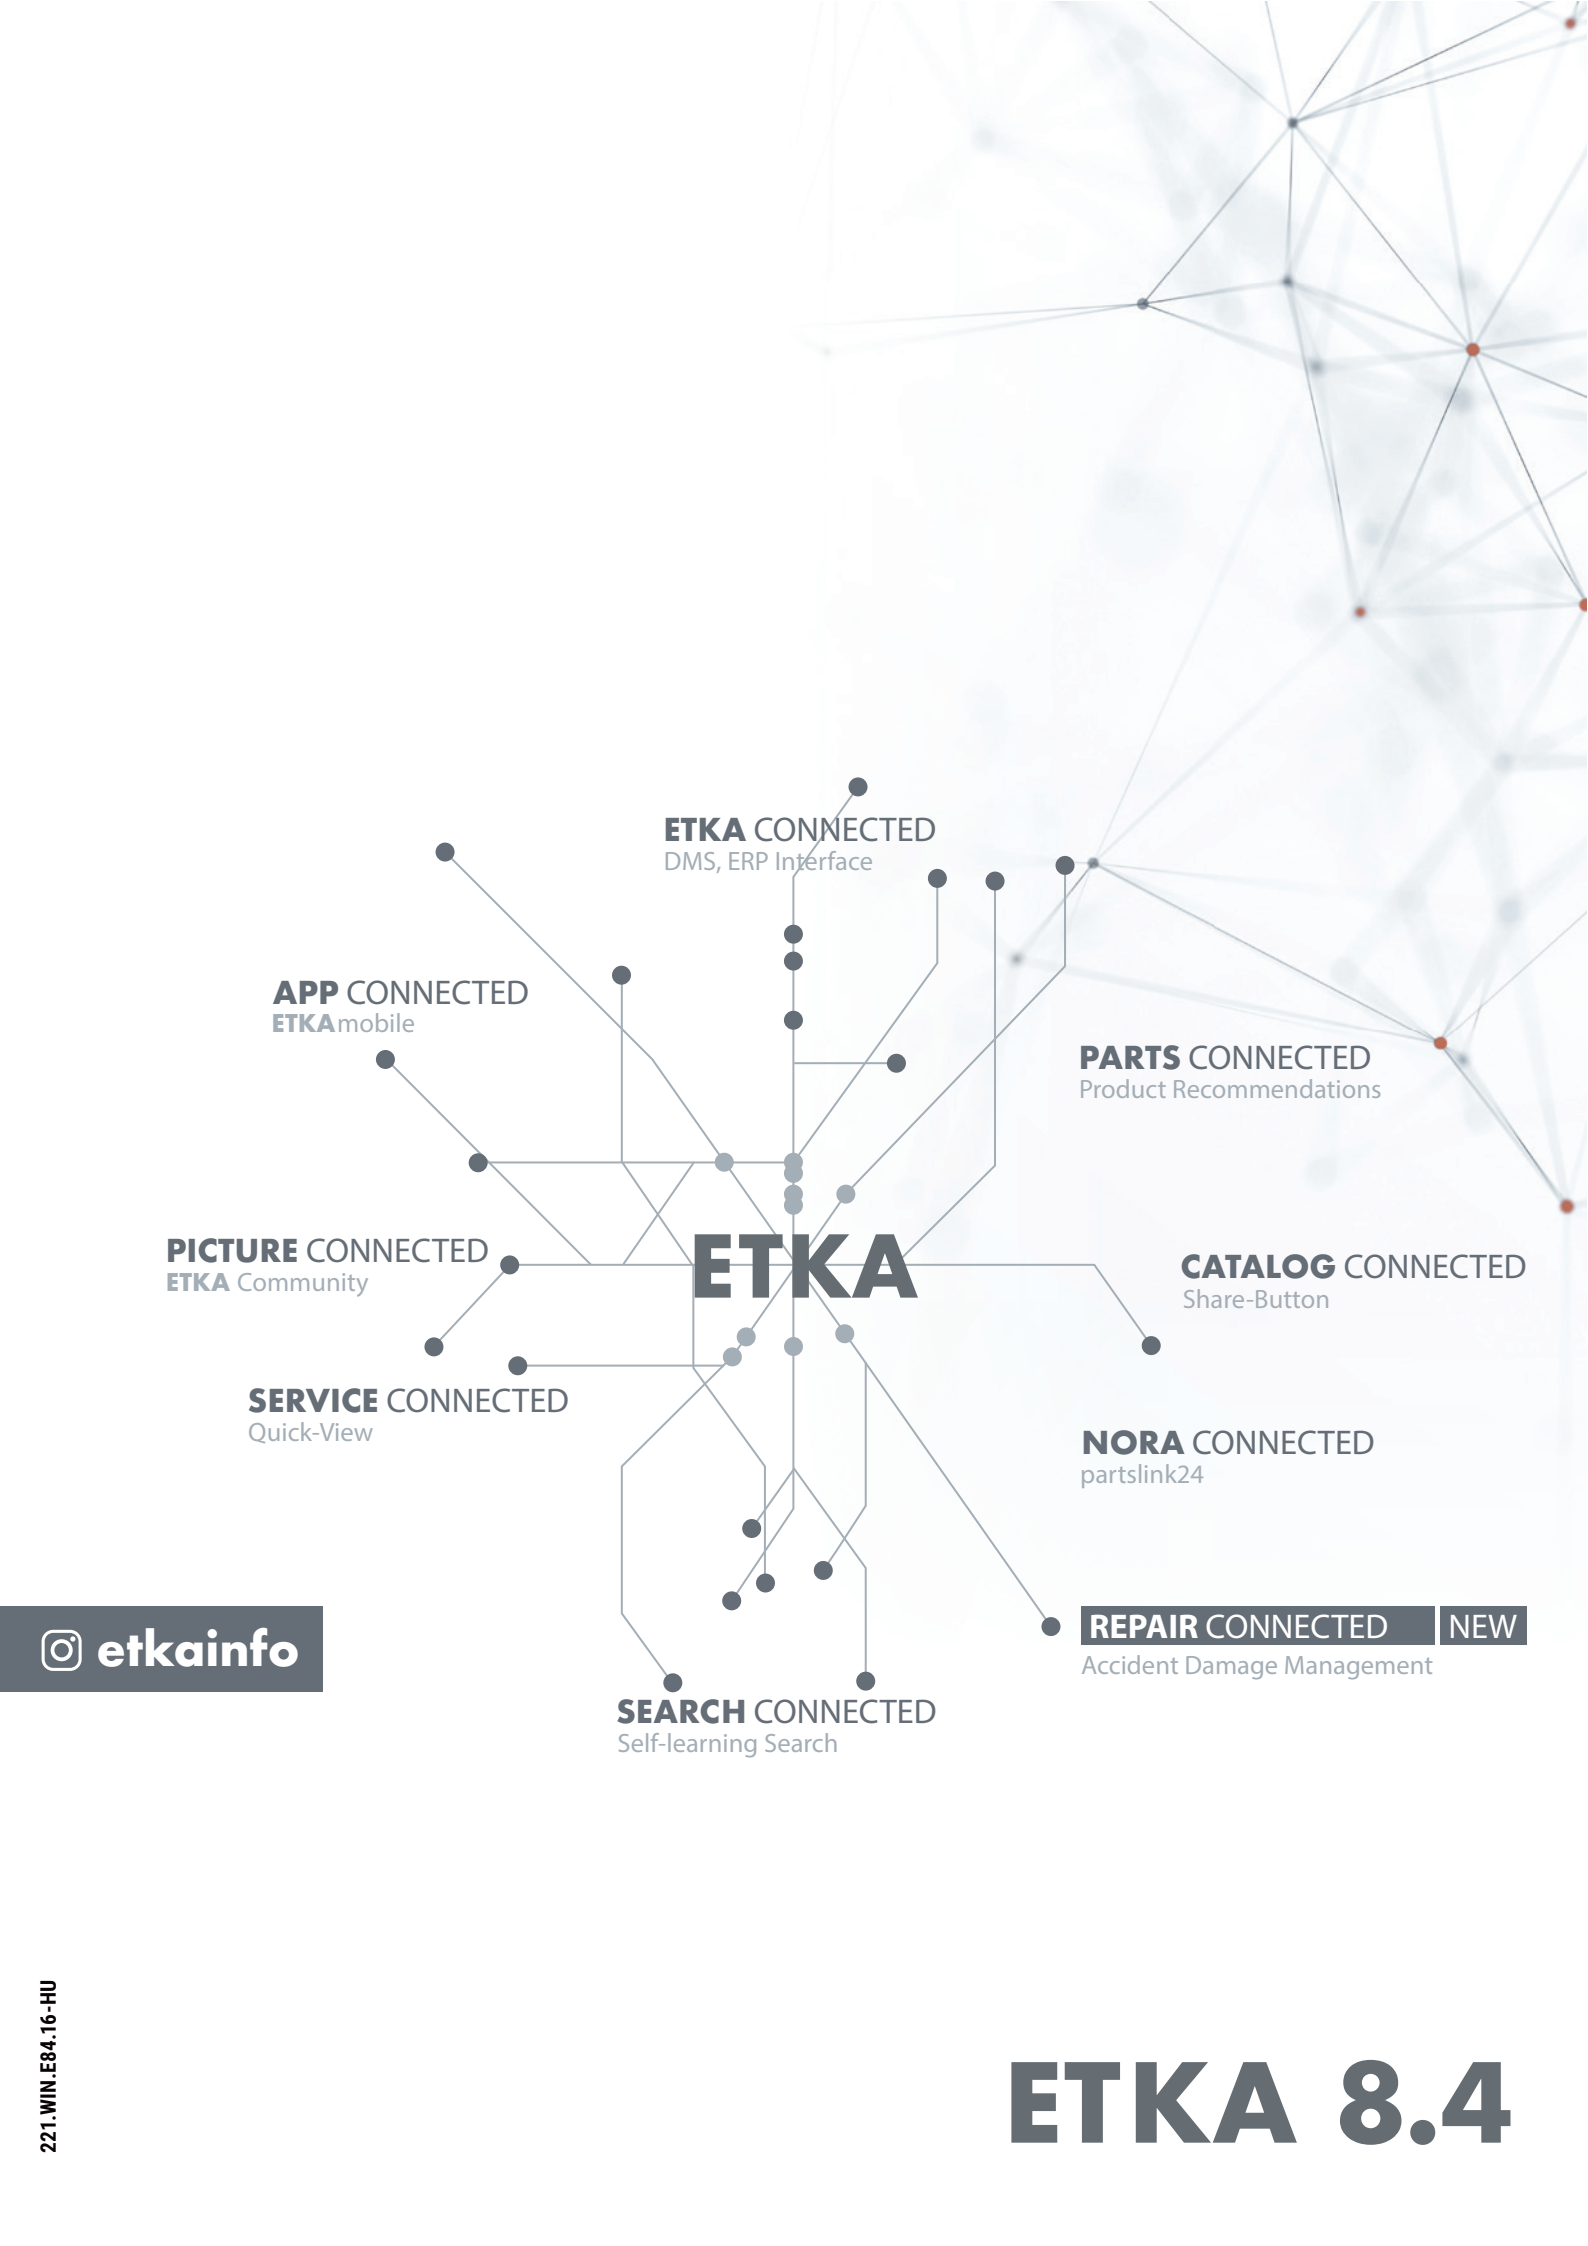 ETKA CONNECTED
DMS, ERP Interface
APP CONNECTED
ETKAmobile
PARTS CONNECTED
Product Recommendations
PICTURE CONNECTED
ETKA Community
ETKA
CATALOG CONNECTED
Share-Button
SERVICE CONNECTED
Quick-View
NORA CONNECTED
partslink24
etkainfo
REPAIR CONNECTED NEW
Accident Damage Management
SEARCH CONNECTED
Self-learning Search
221.WIN.E84.16-HU
ETKA 8.4